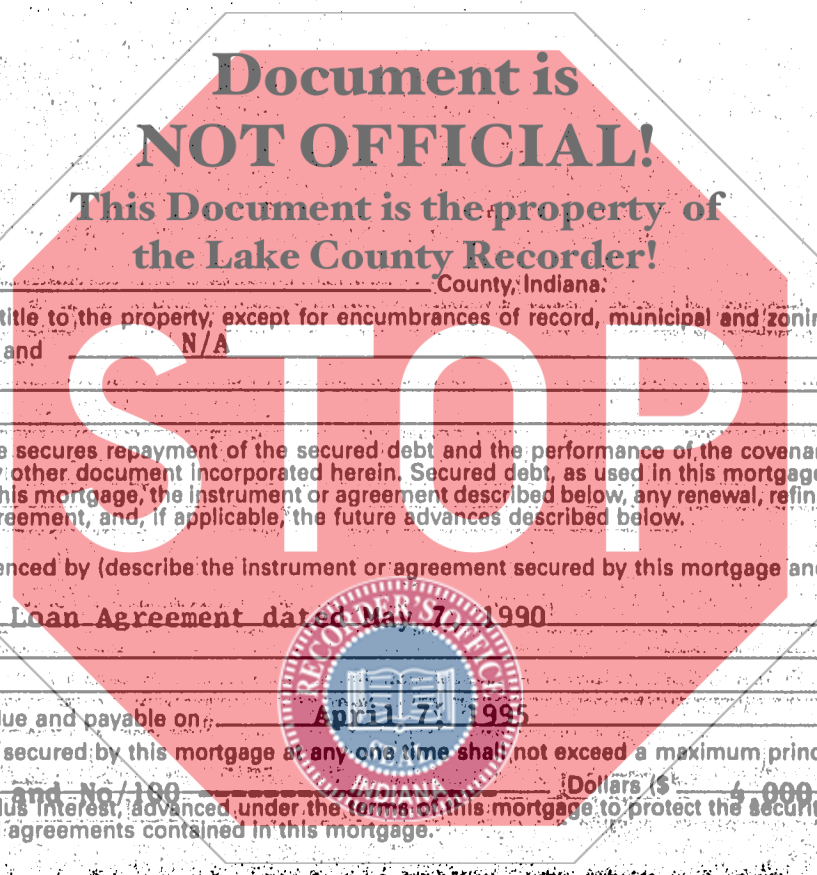 Document is
NOT OFFICIAL!
This Document is the property of
the Lake County Recorder!
County, Indiana.
title to the property, except for encumbrances of record, municipal and zonin
and N/A
STOP
e secures repayment of the secured debt and the performance of the covenan
other document incorporated herein. Secured debt, as used in this mortgage
his mortgage, the instrument or agreement described below, any renewal, refin
reement, and, if applicable, the future advances described below.
enced by (describe the instrument or agreement secured by this mortgage and
Loan Agreement dated May 7, 1990
RECORDER'S OFFICE
lue and payable on April 7, 1995
secured by this mortgage at any one time shall not exceed a maximum princ
INDIANA
and No/100 Dollars ($ 4,000
lus interest, advanced under the terms of this mortgage to protect the securi
agreements contained in this mortgage.